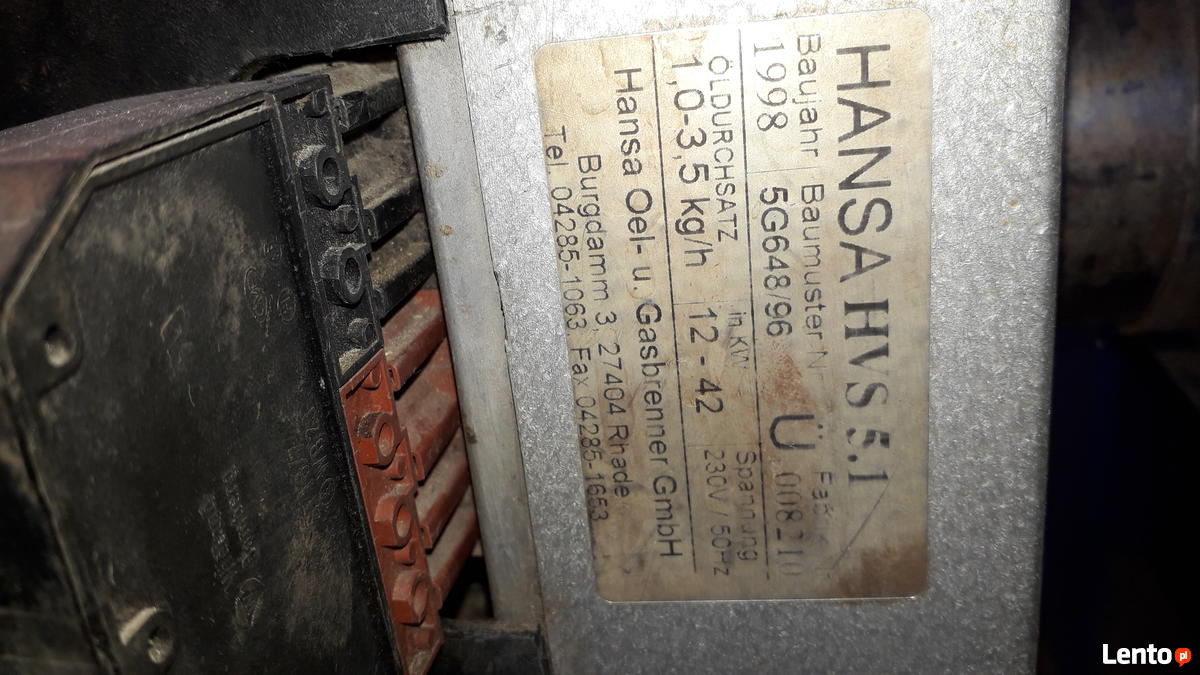 HANSA HVS 5.1
Baujahr Baumuster N
1998 5G648/96 Ü 008210
ÖLDURCHSATZ in KW Spannung
1,0-3,5 kg/h 12 - 42 230V / 50Hz
Hansa Oel- u. Gasbrenner GmbH
Burgdamm 3, 27404 Rhade
Tel. 04285-1063 Fax 04285-1653
Lento pl